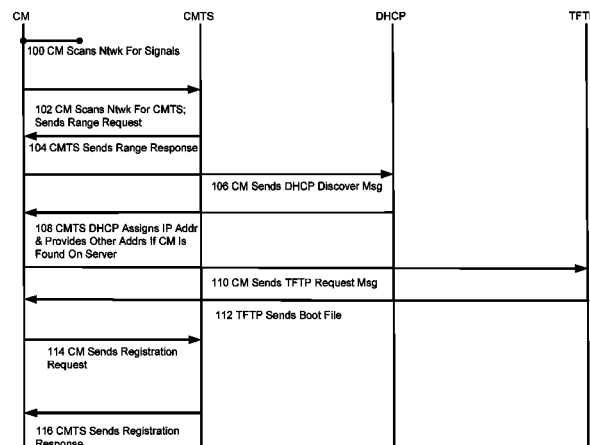 CM CMTS DHCP TFTP
100 CM Scans Ntwk For Signals
102 CM Scans Ntwk For CMTS;
Sends Range Request
104 CMTS Sends Range Response
106 CM Sends DHCP Discover Msg
108 CMTS DHCP Assigns IP Addr
& Provides Other Addrs If CM Is
Found On Server
110 CM Sends TFTP Request Msg
112 TFTP Sends Boot File
114 CM Sends Registration
Request
116 CMTS Sends Registration
Response